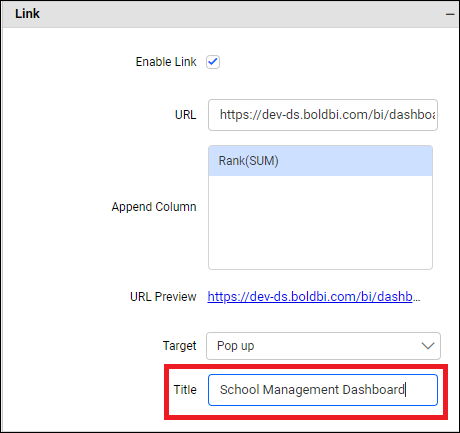 Link
Enable Link
URL https://dev-ds.boldbi.com/bi/dashboa
Rank(SUM)
Append Column
URL Preview https://dev-ds.boldbi.com/bi/dashb...
Target Pop up
Title School Management Dashboard